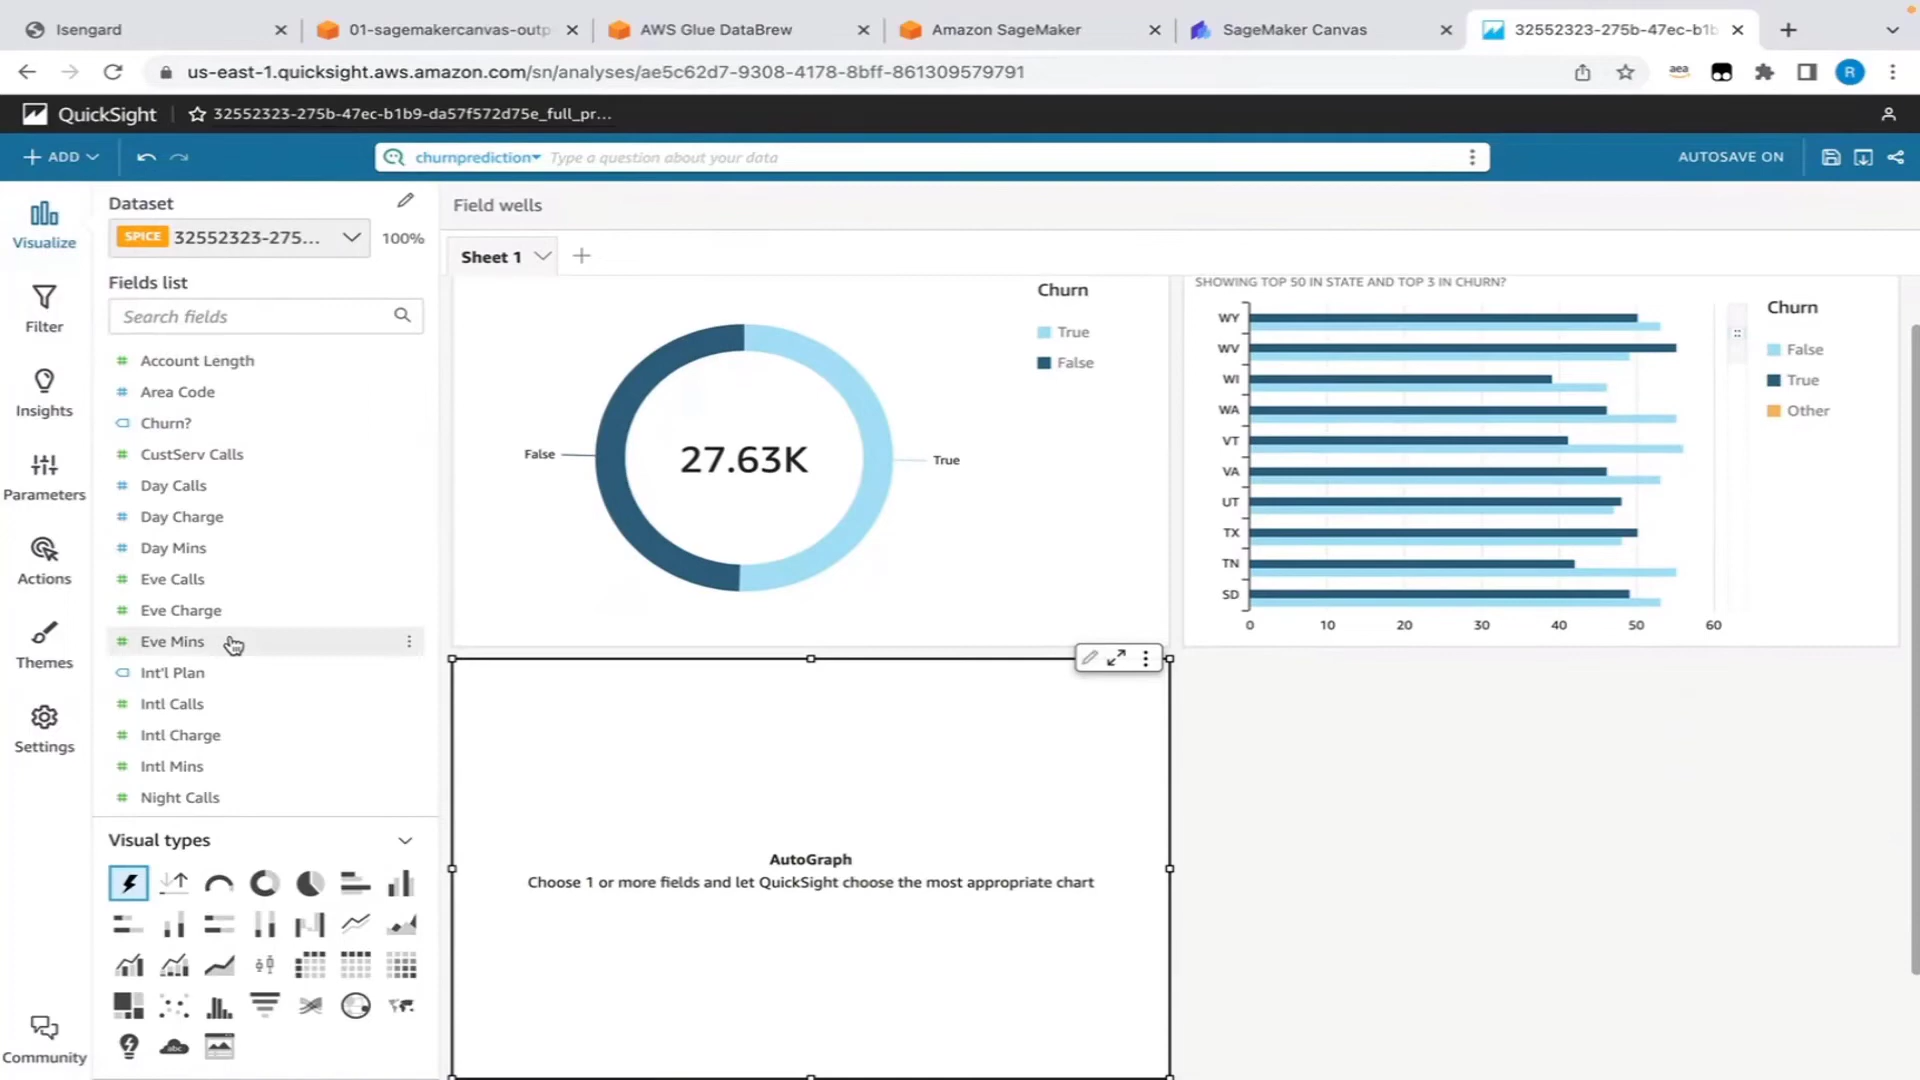 Isengard
01-sagemakercanvas-outp
AWS Glue DataBrew
Amazon SageMaker
SageMaker Canvas
32552323-275b-47ec-b1b
us-east-1.quicksight.aws.amazon.com/sn/analyses/ae5c62d7-9308-4178-8bff-861309579791
aea
R
QuickSight
32552323-275b-47ec-b1b9-da57f572d75e_full_pr...
ADD
churnprediction
Type a question about your data
AUTOSAVE ON
Visualize
Filter
Insights
Parameters
Actions
Themes
Settings
Community
Dataset
SPICE
32552323-275...
100%
Fields list
Search fields
Account Length
Area Code
Churn?
CustServ Calls
Day Calls
Day Charge
Day Mins
Eve Calls
Eve Charge
Eve Mins
Int'l Plan
Intl Calls
Intl Charge
Intl Mins
Night Calls
Visual types
abc
Field wells
Sheet 1
Churn
True
False
False
27.63K
True
SHOWING TOP 50 IN STATE AND TOP 3 IN CHURN?
WY
WV
WI
WA
VT
VA
UT
TX
TN
SD
0 10 20 30 40 50 60
Churn
False
True
Other
AutoGraph
Choose 1 or more fields and let QuickSight choose the most appropriate chart